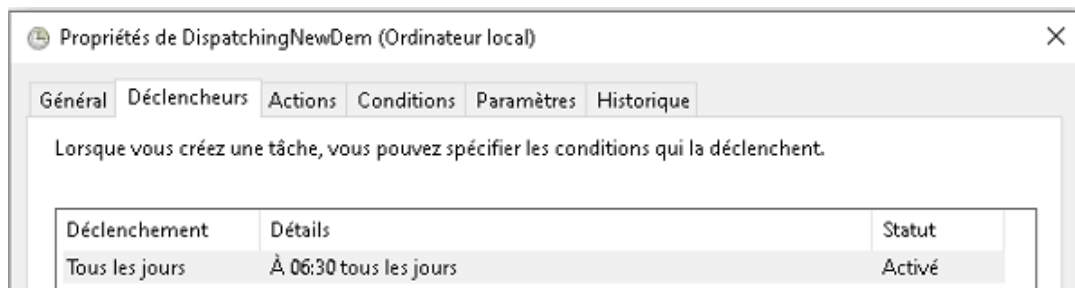 Propriétés de DispatchingNewDem (Ordinateur local)
Général Déclencheurs Actions Conditions Paramètres Historique
Lorsque vous créez une tâche, vous pouvez spécifier les conditions qui la déclenchent.
Déclenchement Détails Statut
Tous les jours À 06:30 tous les jours Activé